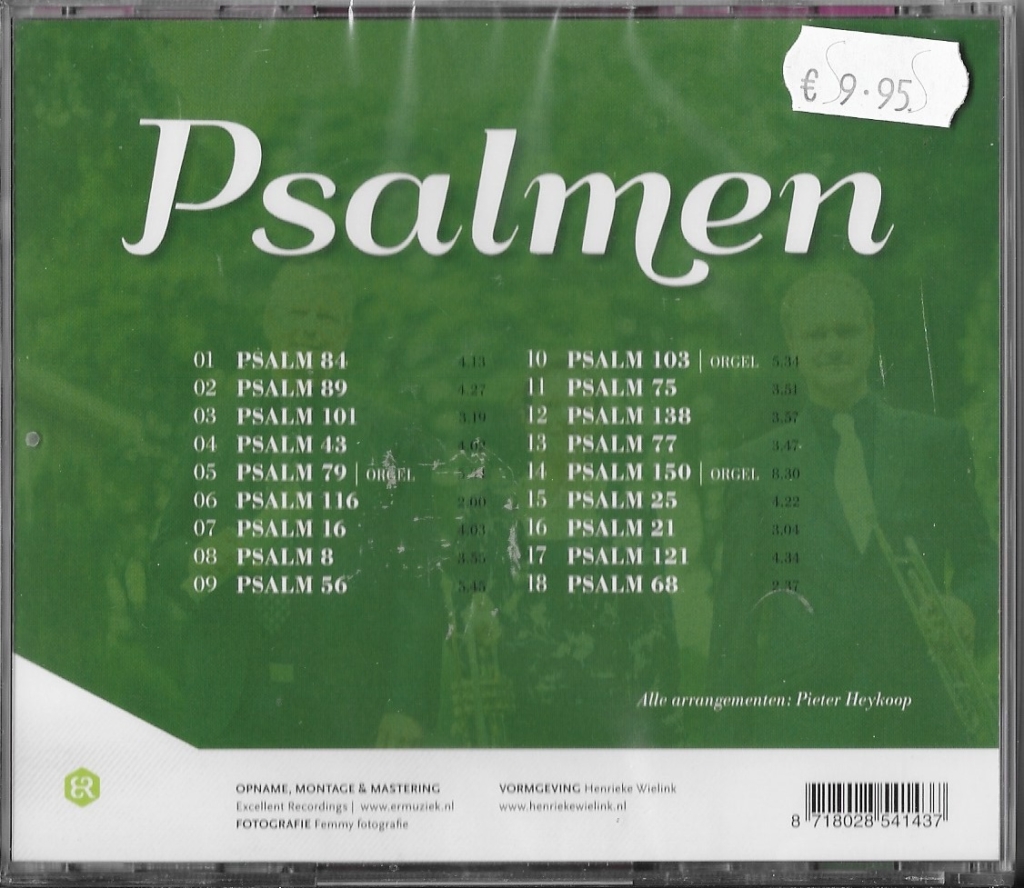 € 9.95
Psalmen
01 PSALM 84 4.13
02 PSALM 89 4.27
03 PSALM 101 3.19
04 PSALM 43 4.02
05 PSALM 79 | ORGEL
06 PSALM 116 2.00
07 PSALM 16 4.03
08 PSALM 8 3.55
09 PSALM 56 5.45
10 PSALM 103 | ORGEL 5.34
11 PSALM 75 3.51
12 PSALM 138 3.57
13 PSALM 77 3.47
14 PSALM 150 | ORGEL 8.30
15 PSALM 25 4.22
16 PSALM 21 3.04
17 PSALM 121 4.34
18 PSALM 68 2.37
Alle arrangementen: Pieter Heykoop
OPNAME, MONTAGE & MASTERING
Excellent Recordings | www.ermuziek.nl
FOTOGRAFIE Femmy fotografie
VORMGEVING Henrieke Wielink
www.henriekewielink.nl
8 718028 541437